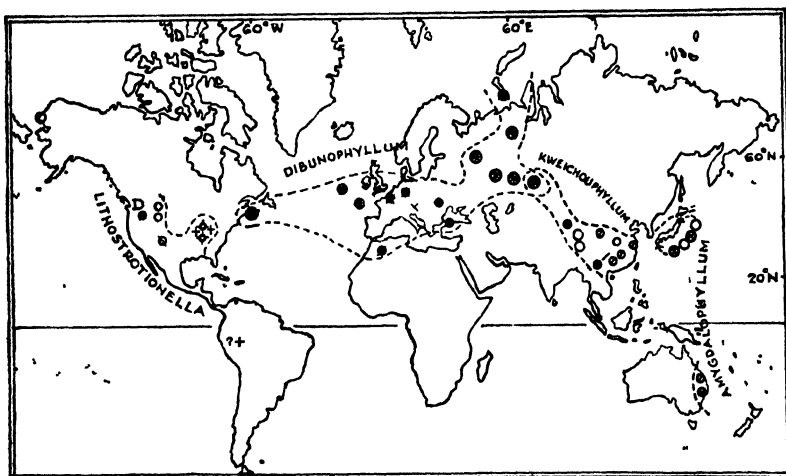 60°W
60°E
DIBUNOPHYLLUM
KWEICHOUPHYLLUM
60°N
D
LITHOSTROTIONELLA
20°N
AMYGDALOPHYLLUM
?+